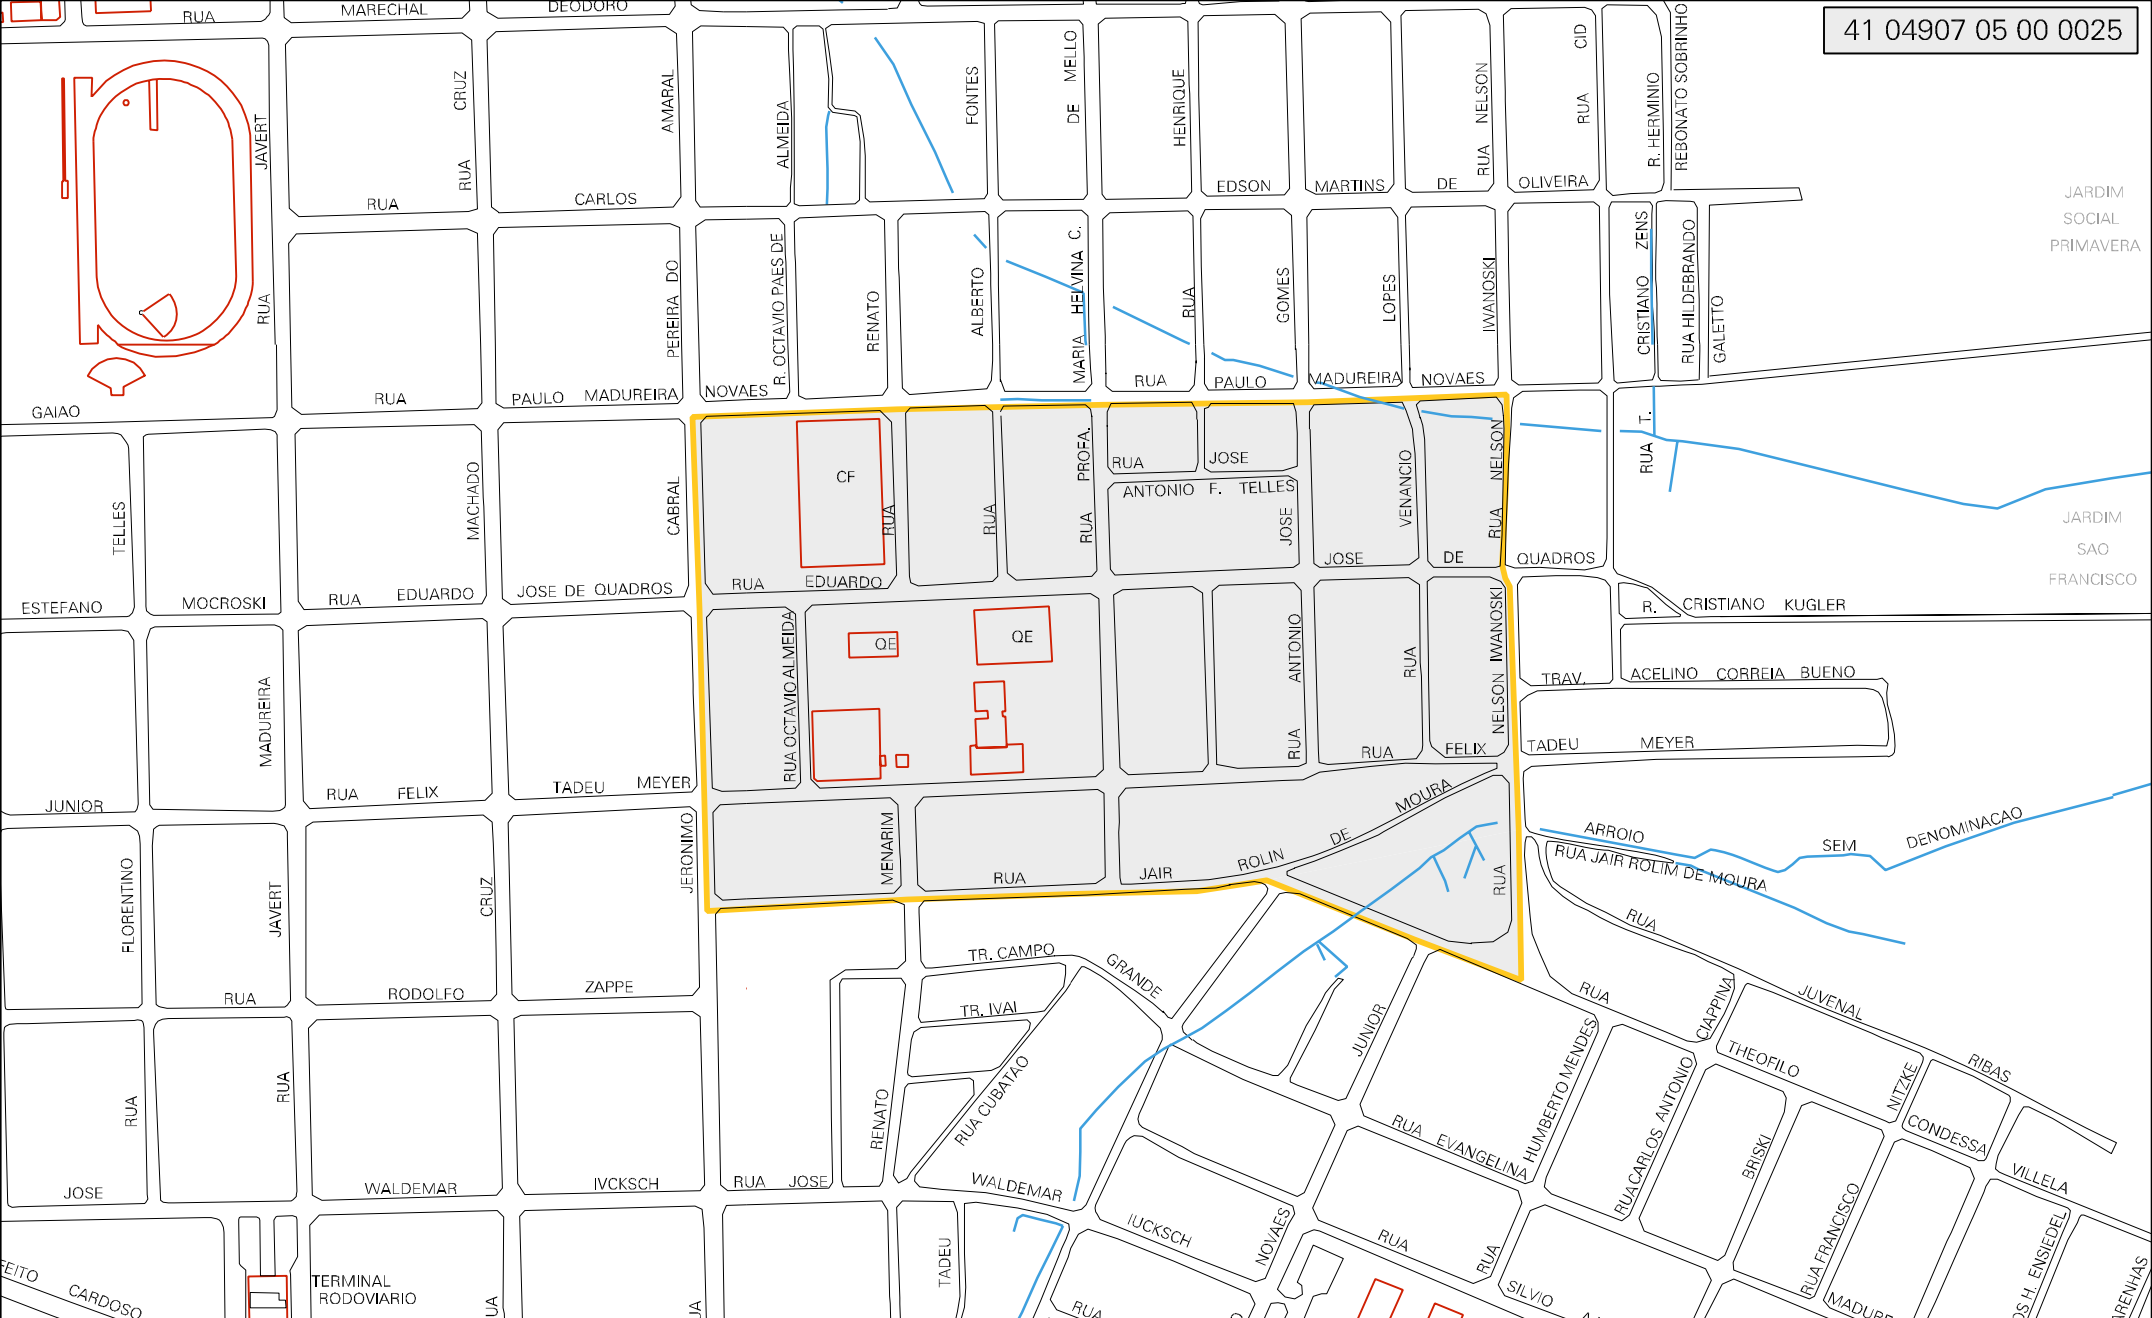 RUA MARECHAL DEODORO
41 04907 05 00 0025
JAVERT
RUA
CRUZ
RUA
AMARAL
ALMEIDA
FONTES
DE MELLO
HENRIQUE
RUA NELSON
RUA CID
R. HERMINIO
REBONATO SOBRINHO
RUA CARLOS
EDSON MARTINS DE OLIVEIRA
JARDIM
SOCIAL
PRIMAVERA
PEREIRA DO
R. OCTAVIO PAES DE
RENATO
ALBERTO
MARIA HELVINA C.
RUA
GOMES
LOPES
IWANOSKI
CRISTIANO ZENS
RUA HILDEBRANDO
GALETTO
GAIAO
RUA PAULO MADUREIRA NOVAES
RUA PAULO MADUREIRA NOVAES
TELLES
MACHADO
CABRAL
CF
RUA
RUA
RUA PROFA.
RUA JOSE
ANTONIO F. TELLES
JOSE
VENANCIO
RUA NELSON
RUA T.
JARDIM
SAO
FRANCISCO
ESTEFANO MOCROSKI
RUA EDUARDO JOSE DE QUADROS
RUA EDUARDO
JOSE DE QUADROS
R. CRISTIANO KUGLER
MADUREIRA
RUA OCTAVIO ALMEIDA
QE
QE
RUA ANTONIO
RUA
NELSON IWANOSKI
TRAV. ACELINO CORREIA BUENO
JUNIOR
RUA FELIX TADEU MEYER
RUA FELIX
TADEU MEYER
FLORENTINO
JAVERT
CRUZ
JERONIMO
MENARIM
RUA JAIR ROLIN DE MOURA
RUA
ARROIO SEM DENOMINACAO
RUA JAIR ROLIM DE MOURA
RUA JUVENAL RIBAS
RUA RODOLFO ZAPPE
TR. CAMPO GRANDE
TR. IVAI
RUA CUBATAO
JUNIOR
RUA THEOFILO
CIAPPINA
HUMBERTO MENDES
RUA CARLOS ANTONIO
NITZKE
CONDESSA
VILLELA
RUA
RUA
RENATO
RUA EVANGELINA
BRISKI
RUA FRANCISCO
JOSE WALDEMAR IVCKSCH
RUA JOSE
WALDEMAR
IUCKSCH
NOVAES
RUA
RUA
SILVIO
TADEU
CARDOSO
TERMINAL
RODOVIARIO
RUA